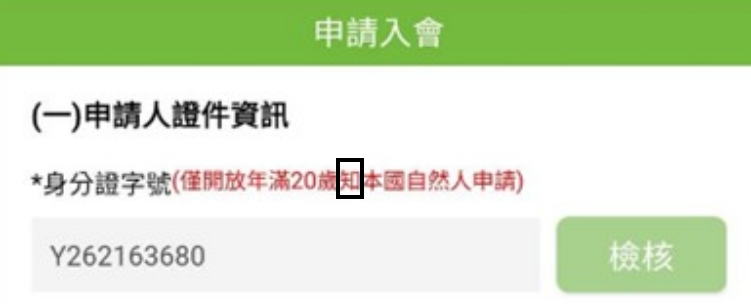 申請入會
(一)申請人證件資訊
*身分證字號(僅開放年滿20歲知本國自然人申請)
Y262163680
檢核